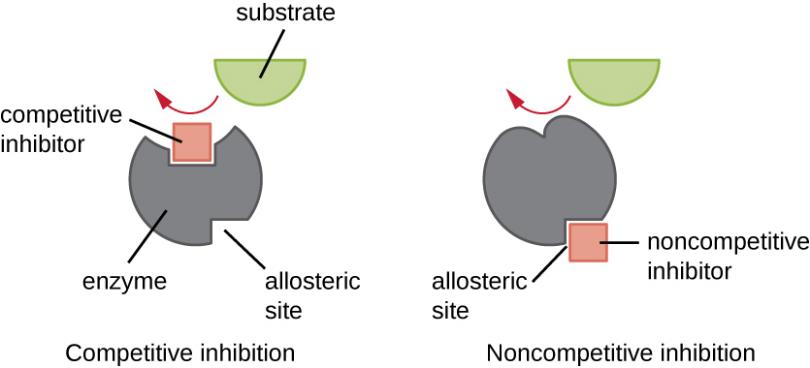 substrate
competitive
inhibitor
enzyme
allosteric
site
Competitive inhibition
allosteric
site
noncompetitive
inhibitor
Noncompetitive inhibition